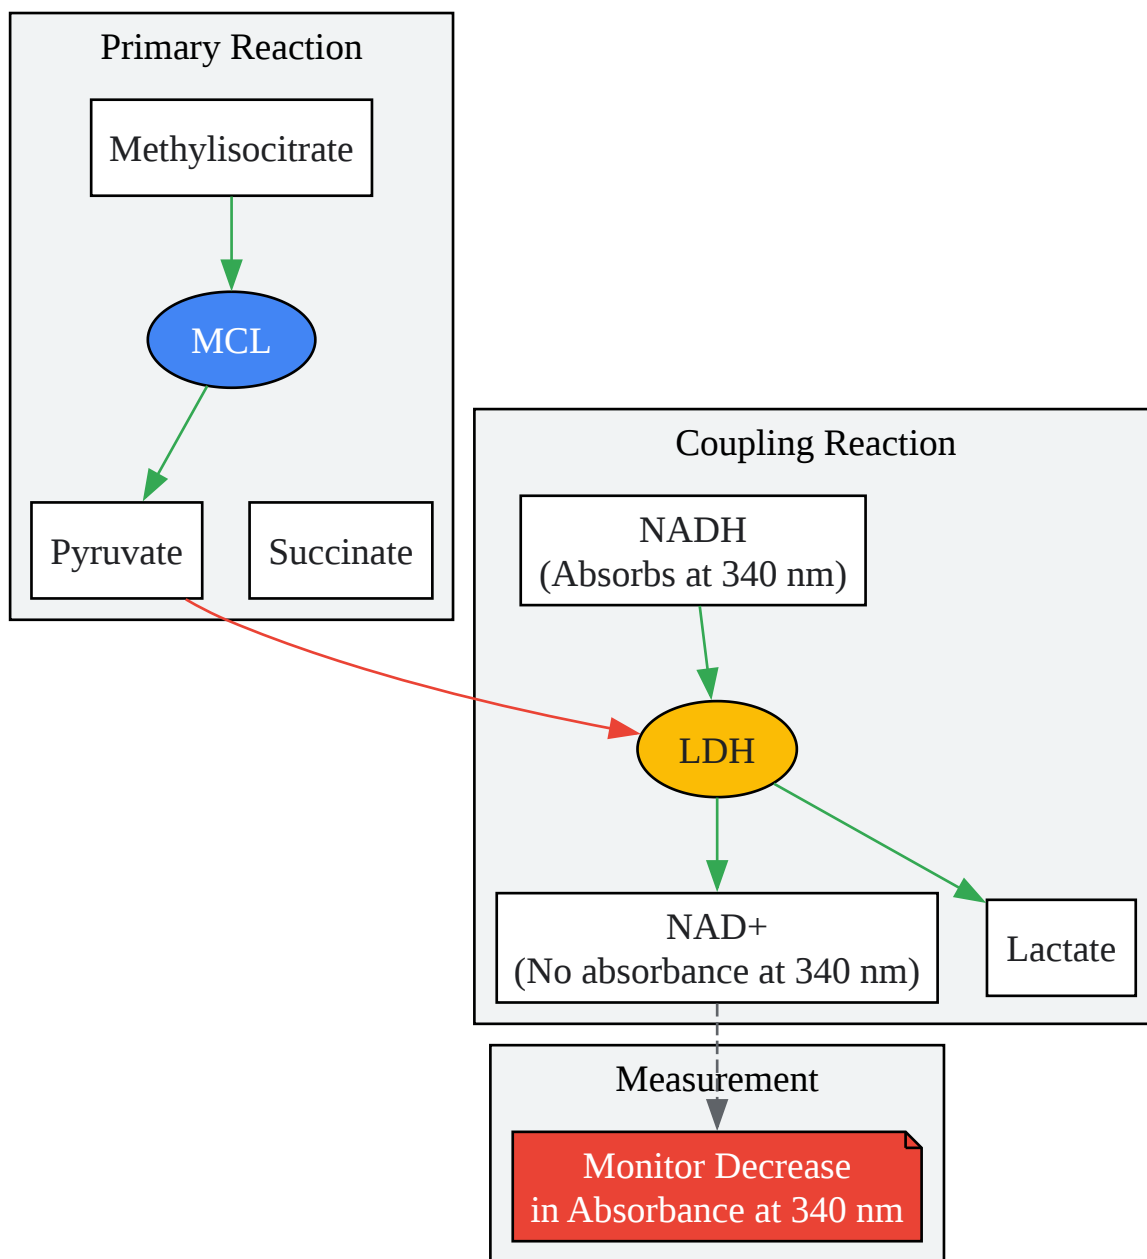 Primary Reaction
Methylisocitrate
MCL
Pyruvate
Succinate
Coupling Reaction
NADH
(Absorbs at 340 nm)
LDH
NAD+
(No absorbance at 340 nm)
Lactate
Measurement
Monitor Decrease
in Absorbance at 340 nm